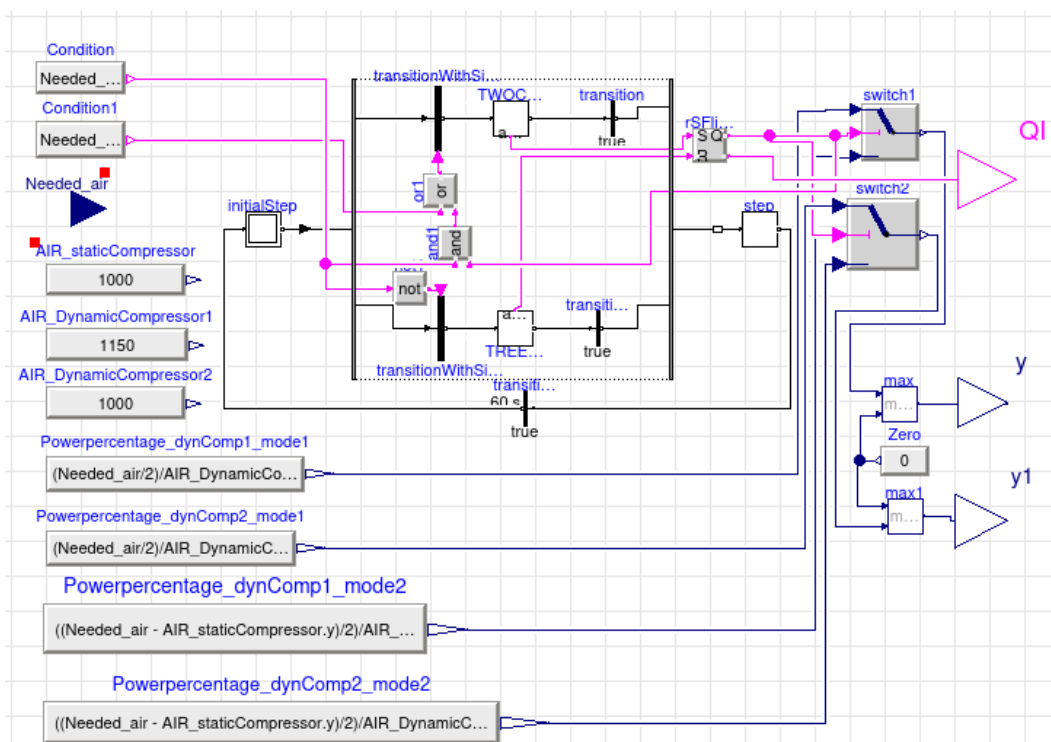 Condition
Needed_...
Condition1
Needed_...
Needed_air
AIR_staticCompressor
1000
AIR_DynamicCompressor1
1150
AIR_DynamicCompressor2
1000
Powerpercentage_dynComp1_mode1
(Needed_air/2)/AIR_DynamicCo...
Powerpercentage_dynComp2_mode1
(Needed_air/2)/AIR_DynamicC...
Powerpercentage_dynComp1_mode2
((Needed_air - AIR_staticCompressor.y)/2)/AIR_...
Powerpercentage_dynComp2_mode2
((Needed_air - AIR_staticCompressor.y)/2)/AIR_DynamicC...
initialStep
transitionWithSi...
TWOC...
a...
transition
true
or1
or
and1
and
not
a...
TREE...
transiti...
true
transitionWithSi...
transiti...
60 s
true
rSFli...
S Q
R
step
switch1
switch2
QI
max
m...
y
Zero
0
max1
m...
y1